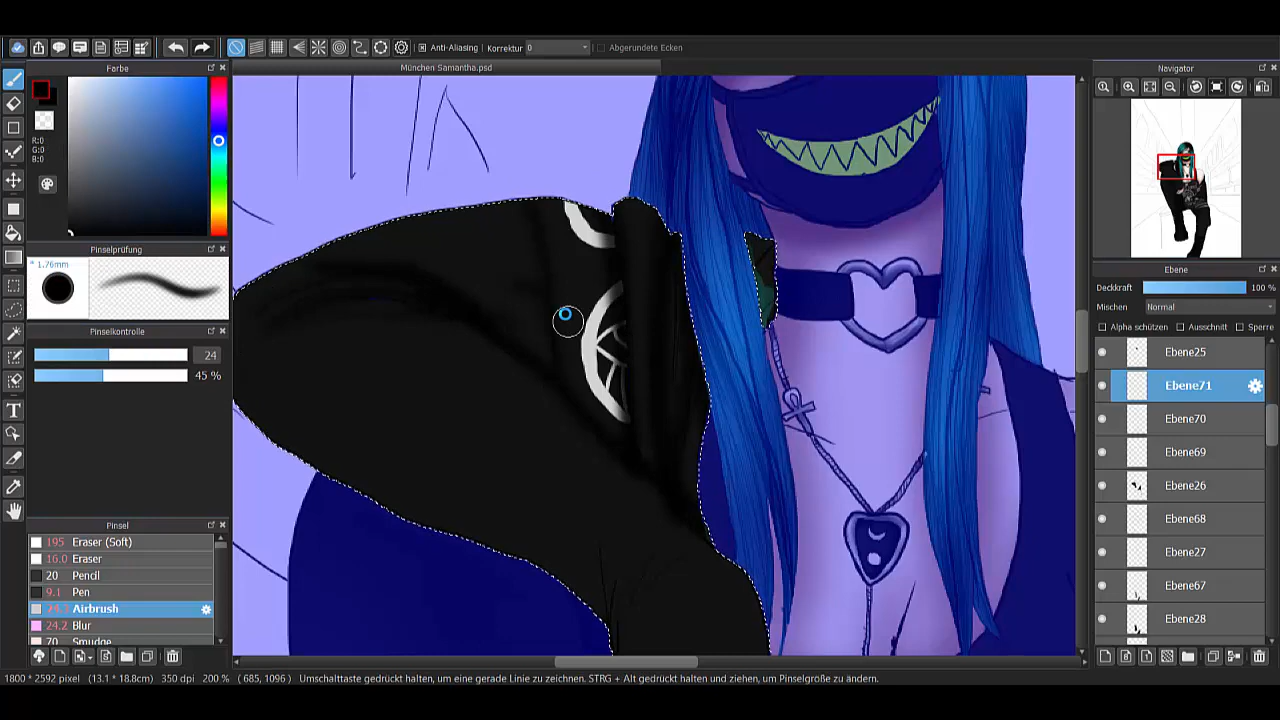 Anti-Aliasing Korrektur 0 Abgerundete Ecken
Farbe
München Samantha.psd
Navigator
R:0
G:0
B:0
Pinselprüfung
* 1.76mm
Pinselkontrolle
24
45 %
Pinsel
195 Eraser (Soft)
16.0 Eraser
20 Pencil
9.1 Pen
Airbrush
24.2 Blur
70 Smudge
Ebene
Deckkraft 100 %
Mischen Normal
Alpha schützen Ausschnitt Sperre
Ebene25
Ebene71
Ebene70
Ebene69
Ebene26
Ebene68
Ebene27
Ebene67
Ebene28
1800 * 2592 pixel (13.1 * 18.8cm) 350 dpi 200 % ( 685, 1096 ) Umschalttaste gedrückt halten, um eine gerade Linie zu zeichnen. STRG + Alt gedrückt halten und ziehen, um Pinselgröße zu ändern.